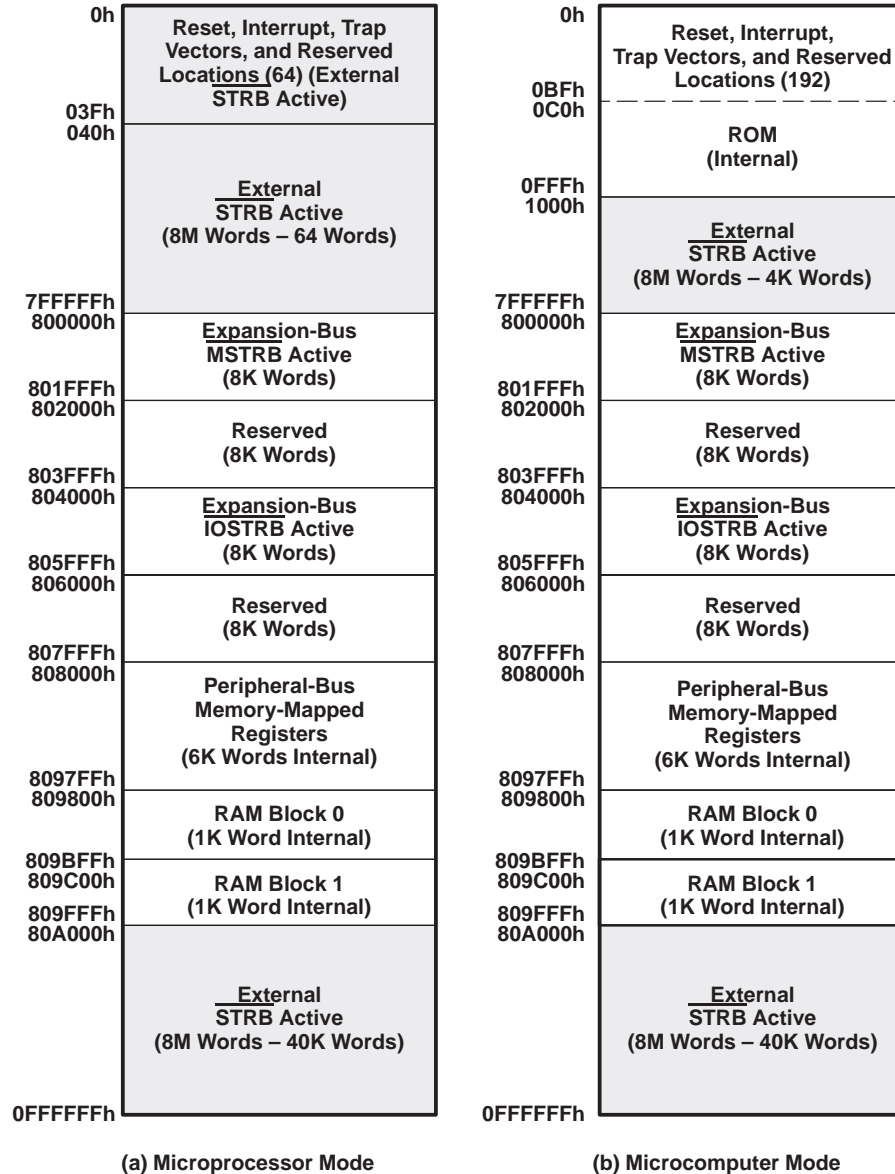 0h
Reset, Interrupt, Trap
Vectors, and Reserved
Locations (64) (External
STRB Active)
03Fh
040h
External
STRB Active
(8M Words – 64 Words)
7FFFFFh
800000h
Expansion-Bus
MSTRB Active
(8K Words)
801FFFh
802000h
Reserved
(8K Words)
803FFFh
804000h
Expansion-Bus
IOSTRB Active
(8K Words)
805FFFh
806000h
Reserved
(8K Words)
807FFFh
808000h
Peripheral-Bus
Memory-Mapped
Registers
(6K Words Internal)
8097FFh
809800h
RAM Block 0
(1K Word Internal)
809BFFh
809C00h
RAM Block 1
(1K Word Internal)
809FFFh
80A000h
External
STRB Active
(8M Words – 40K Words)
0FFFFFFh
(a) Microprocessor Mode
0h
Reset, Interrupt,
Trap Vectors, and Reserved
Locations (192)
0BFh
0C0h
ROM
(Internal)
0FFFh
1000h
External
STRB Active
(8M Words – 4K Words)
7FFFFFh
800000h
Expansion-Bus
MSTRB Active
(8K Words)
801FFFh
802000h
Reserved
(8K Words)
803FFFh
804000h
Expansion-Bus
IOSTRB Active
(8K Words)
805FFFh
806000h
Reserved
(8K Words)
807FFFh
808000h
Peripheral-Bus
Memory-Mapped
Registers
(6K Words Internal)
8097FFh
809800h
RAM Block 0
(1K Word Internal)
809BFFh
809C00h
RAM Block 1
(1K Word Internal)
809FFFh
80A000h
External
STRB Active
(8M Words – 40K Words)
0FFFFFFh
(b) Microcomputer Mode